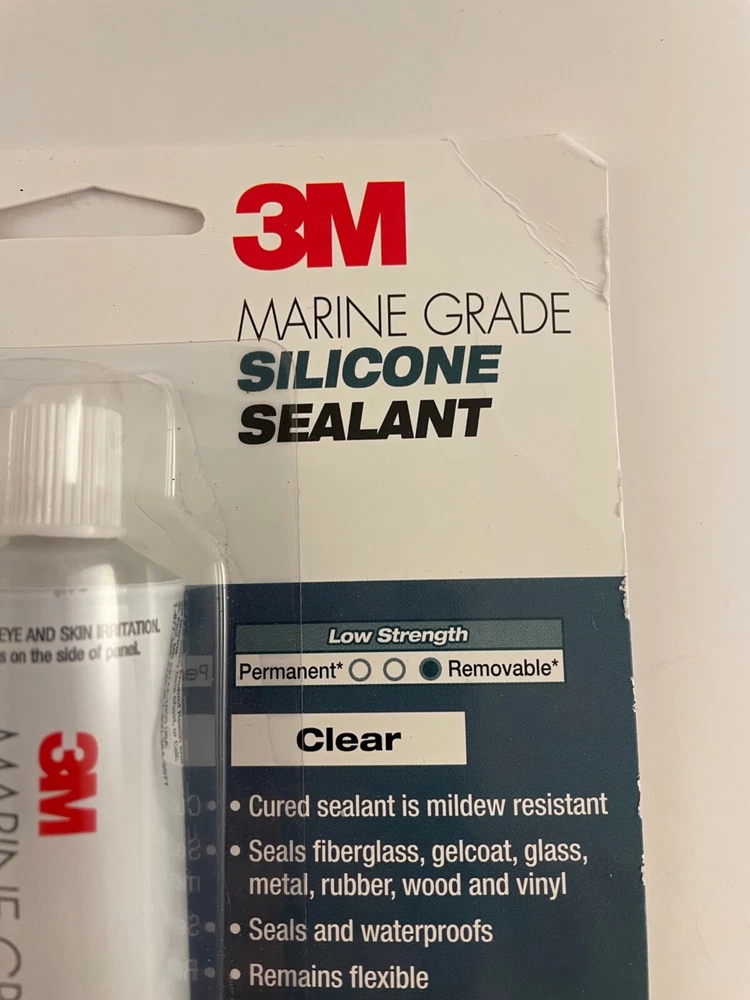 3M
MARINE GRADE
SILICONE
SEALANT
EYE AND SKIN IRRITATION.
s on the side of panel.
Low Strength
Permanent* Removable*
Clear
3M
• Cured sealant is mildew resistant
• Seals fiberglass, gelcoat, glass,
metal, rubber, wood and vinyl
• Seals and waterproofs
• Remains flexible
MARINE GR